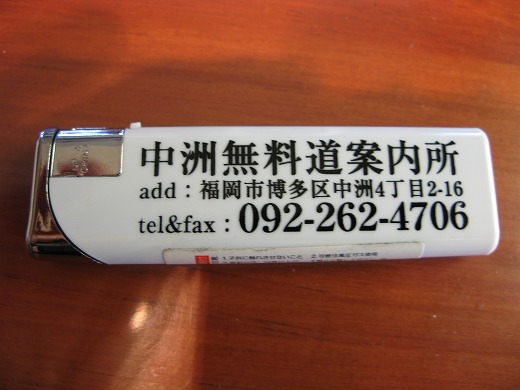 中洲無料道案内所
add : 福岡市博多区中洲4丁目2-16
tel&fax : 092-262-4706